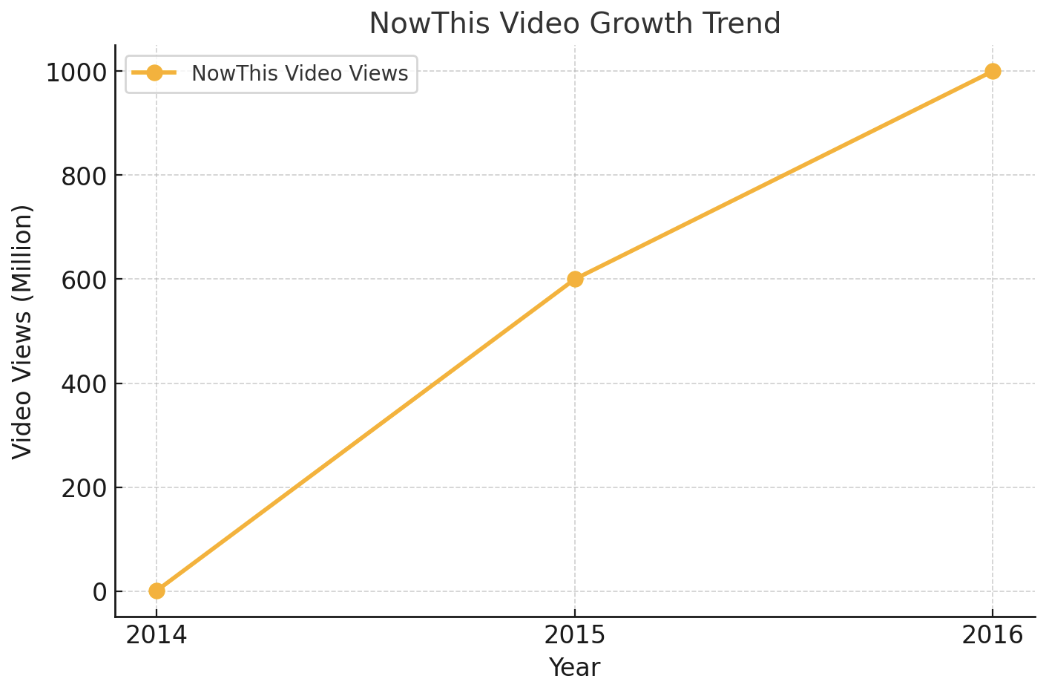 NowThis Video Growth Trend
NowThis Video Views
Video Views (Million)
1000
800
600
400
200
0
2014 2015 2016
Year